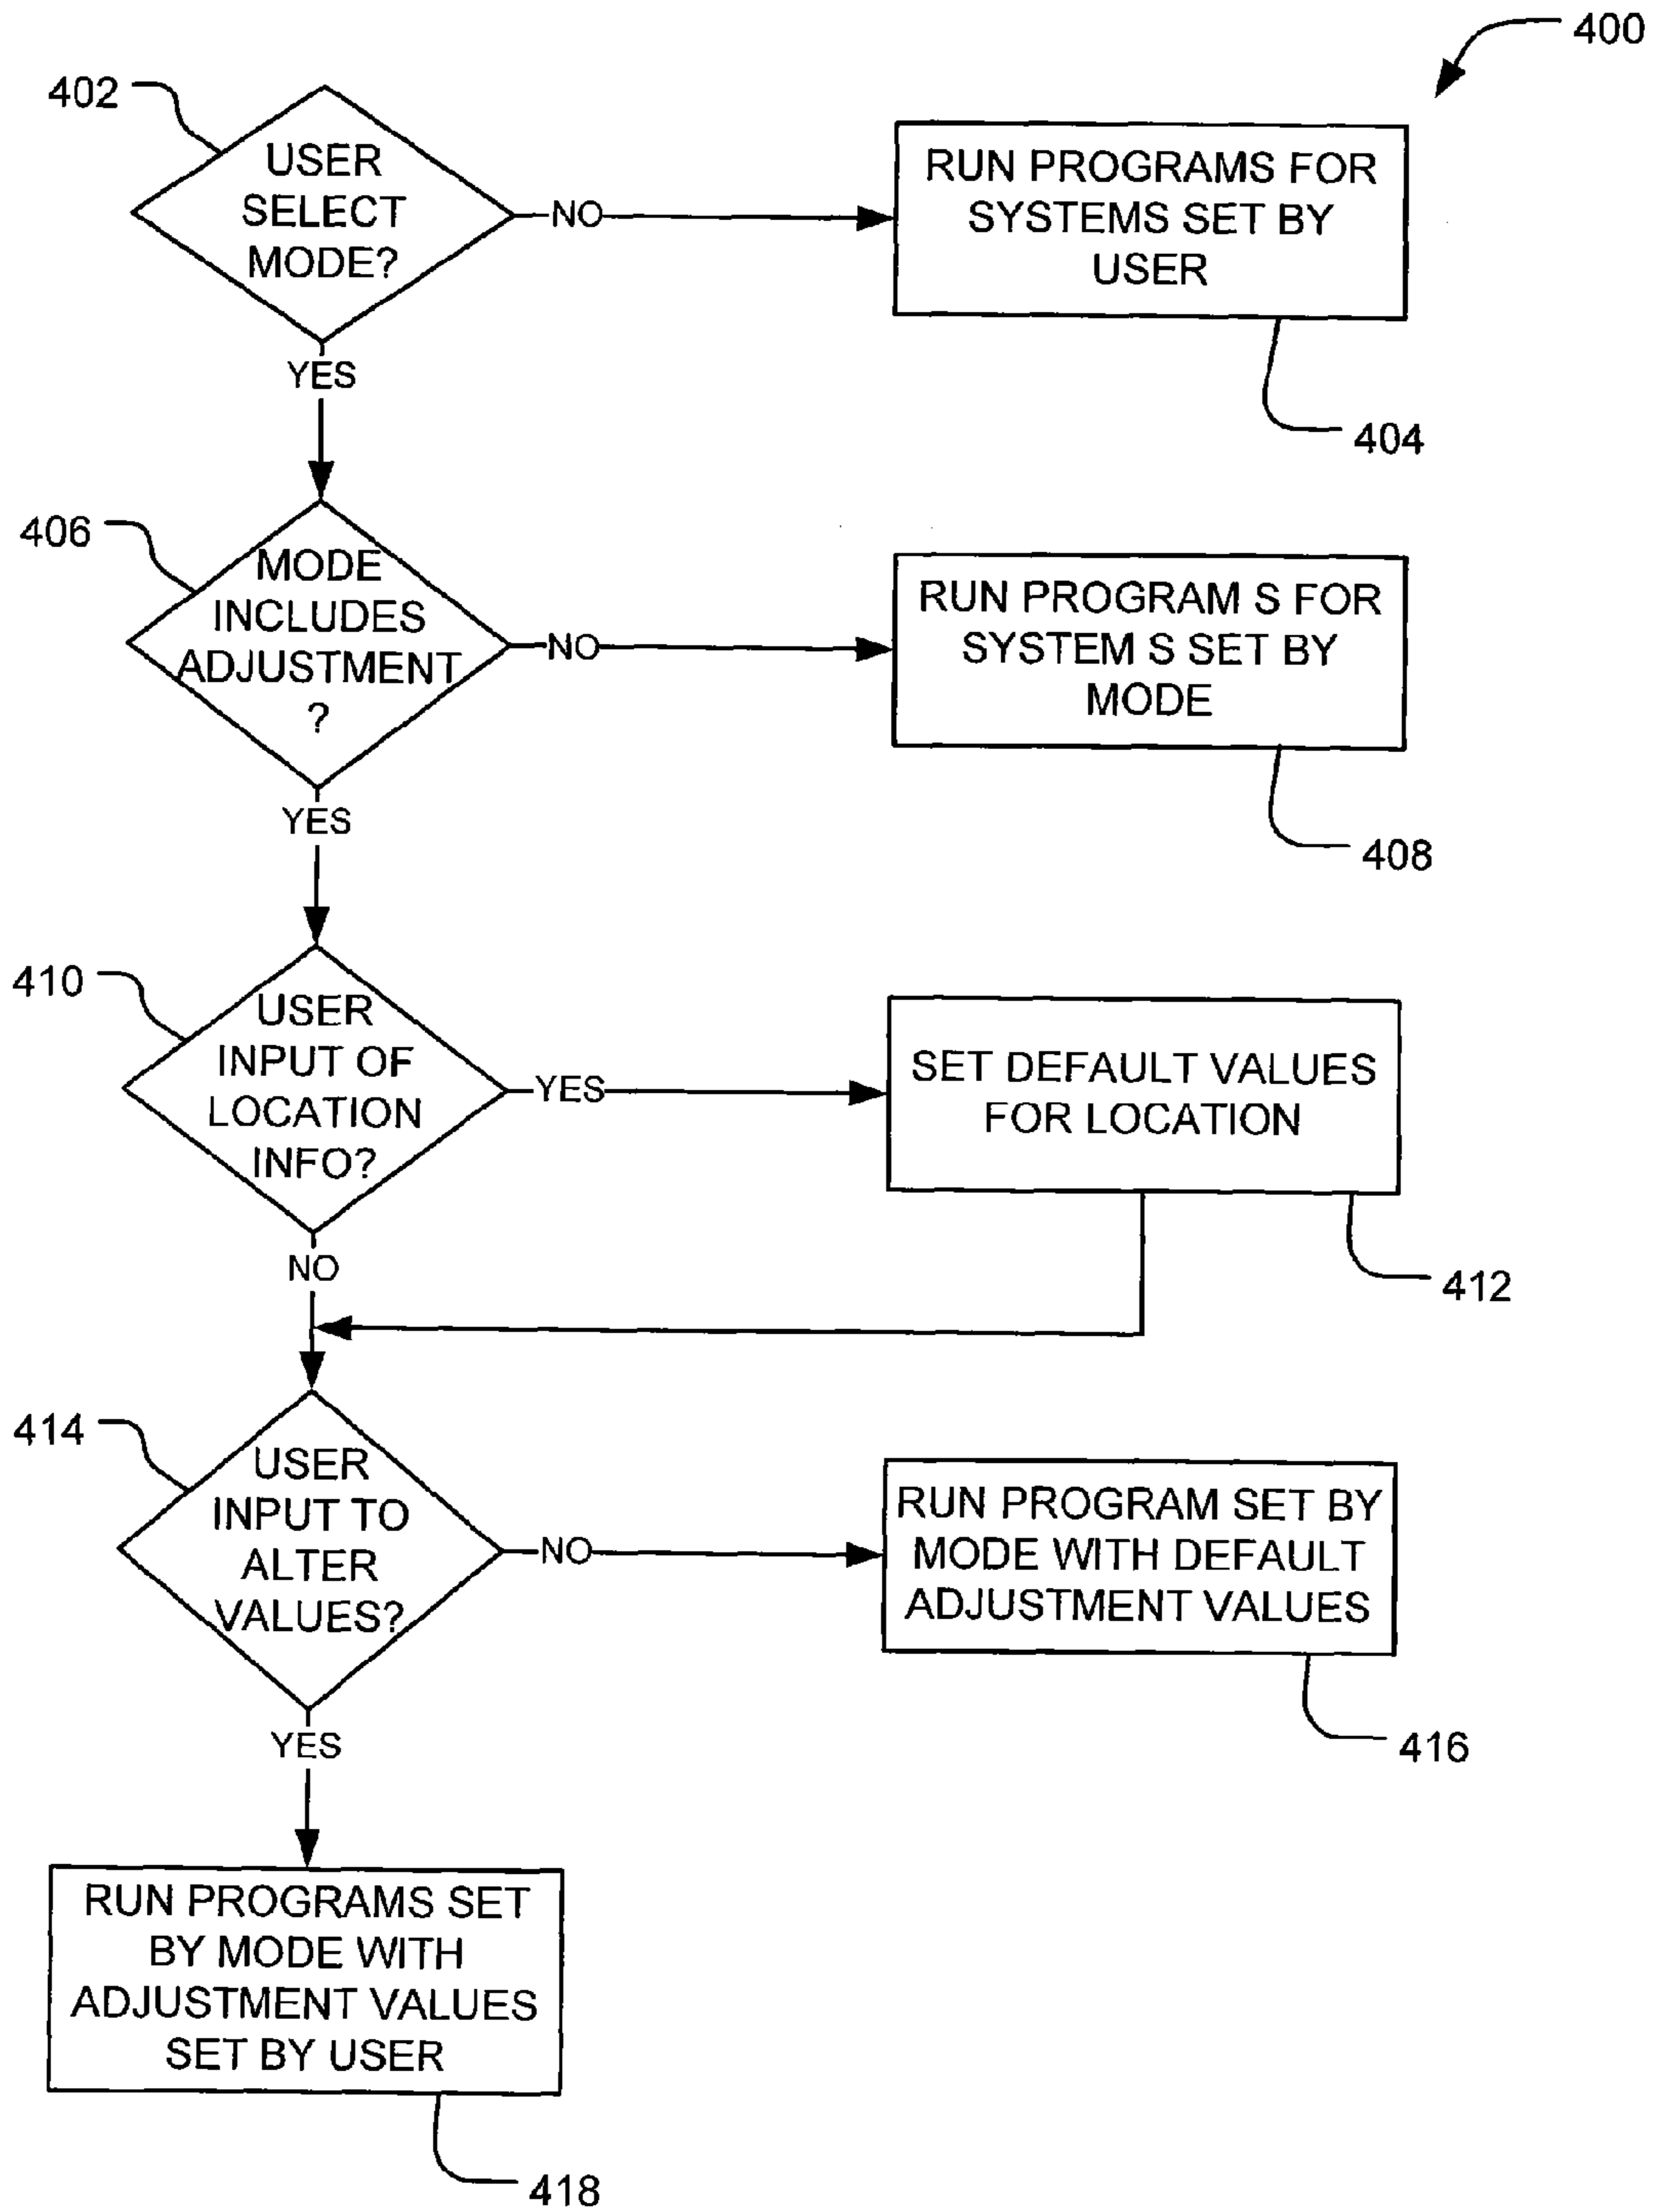 400
402
USER
SELECT
MODE?
NO
RUN PROGRAMS FOR
SYSTEMS SET BY
USER
404
YES
406
MODE
INCLUDES
ADJUSTMENT
?
NO
RUN PROGRAM S FOR
SYSTEM S SET BY
MODE
408
YES
410
USER
INPUT OF
LOCATION
INFO?
YES
SET DEFAULT VALUES
FOR LOCATION
412
NO
414
USER
INPUT TO
ALTER
VALUES?
NO
RUN PROGRAM SET BY
MODE WITH DEFAULT
ADJUSTMENT VALUES
416
YES
RUN PROGRAMS SET
BY MODE WITH
ADJUSTMENT VALUES
SET BY USER
418